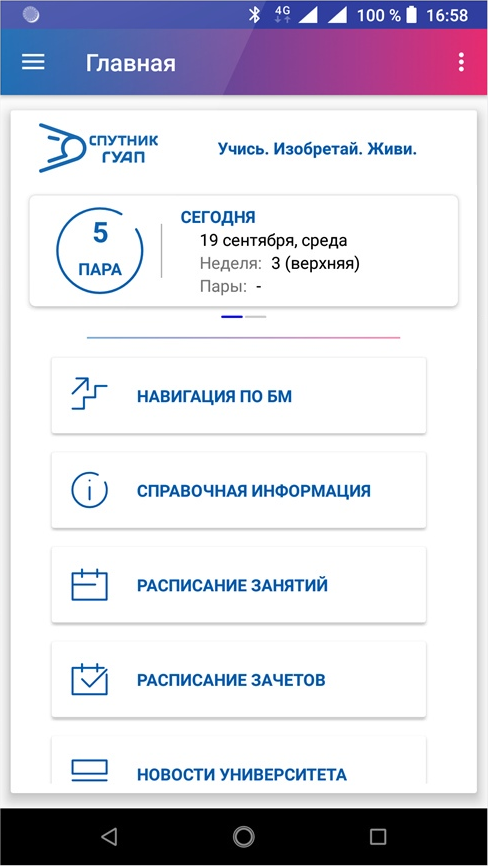 4G 100 % 16:58
Главная
СПУТНИК
ГУАП
Учись. Изобретай. Живи.
5
ПАРА
СЕГОДНЯ
19 сентября, среда
Неделя: 3 (верхняя)
Пары: -
НАВИГАЦИЯ ПО БМ
СПРАВОЧНАЯ ИНФОРМАЦИЯ
РАСПИСАНИЕ ЗАНЯТИЙ
РАСПИСАНИЕ ЗАЧЕТОВ
НОВОСТИ УНИВЕРСИТЕТА